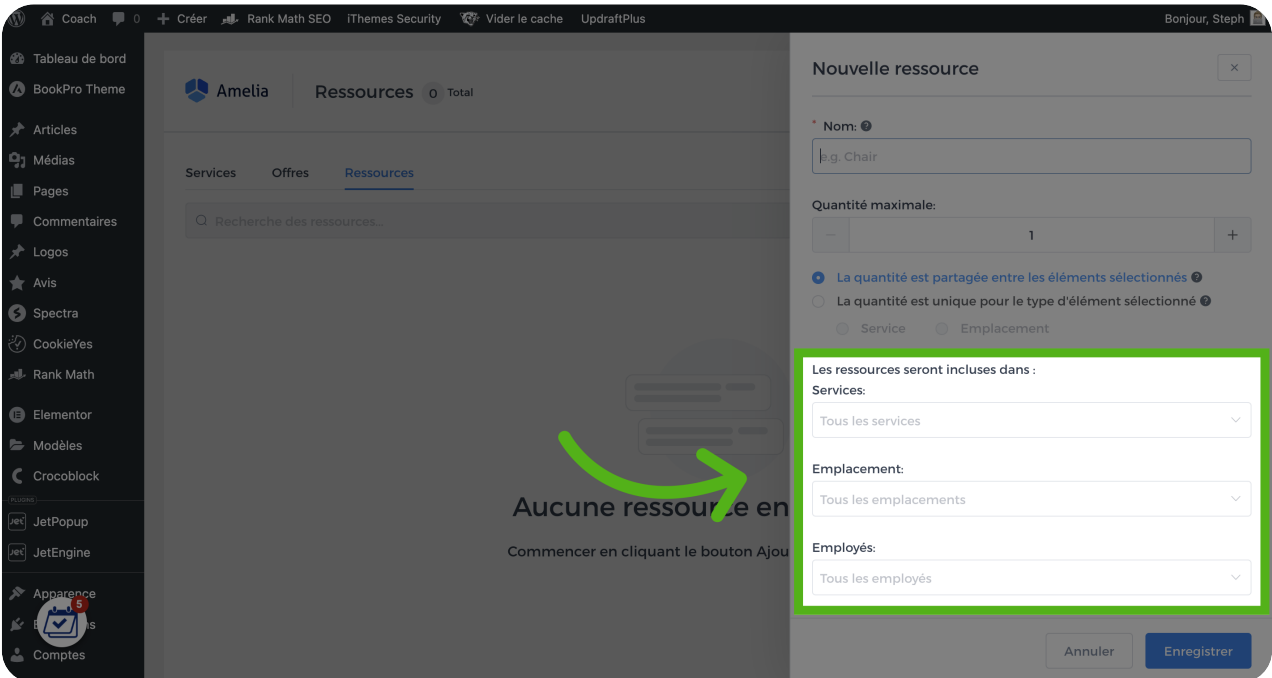 Coach 0 Créer Rank Math SEO iThemes Security Vider le cache UpdraftPlus Bonjour, Steph
Tableau de bord
BookPro Theme
Articles
Médias
Pages
Commentaires
Logos
Avis
Spectra
CookieYes
Rank Math
Elementor
Modèles
Crocoblock
PLUGINS
JetPopup
JetEngine
Apparence
5
Comptes
Amelia Ressources 0 Total
Services Offres Ressources
Recherche des ressources...
Aucune ressource en
Commencer en cliquant le bouton Ajou
Nouvelle ressource
* Nom:
e.g. Chair
Quantité maximale:
1
La quantité est partagée entre les éléments sélectionnés
La quantité est unique pour le type d'élément sélectionné
Service Emplacement
Les ressources seront incluses dans :
Services:
Tous les services
Emplacement:
Tous les emplacements
Employés:
Tous les employés
Annuler Enregistrer